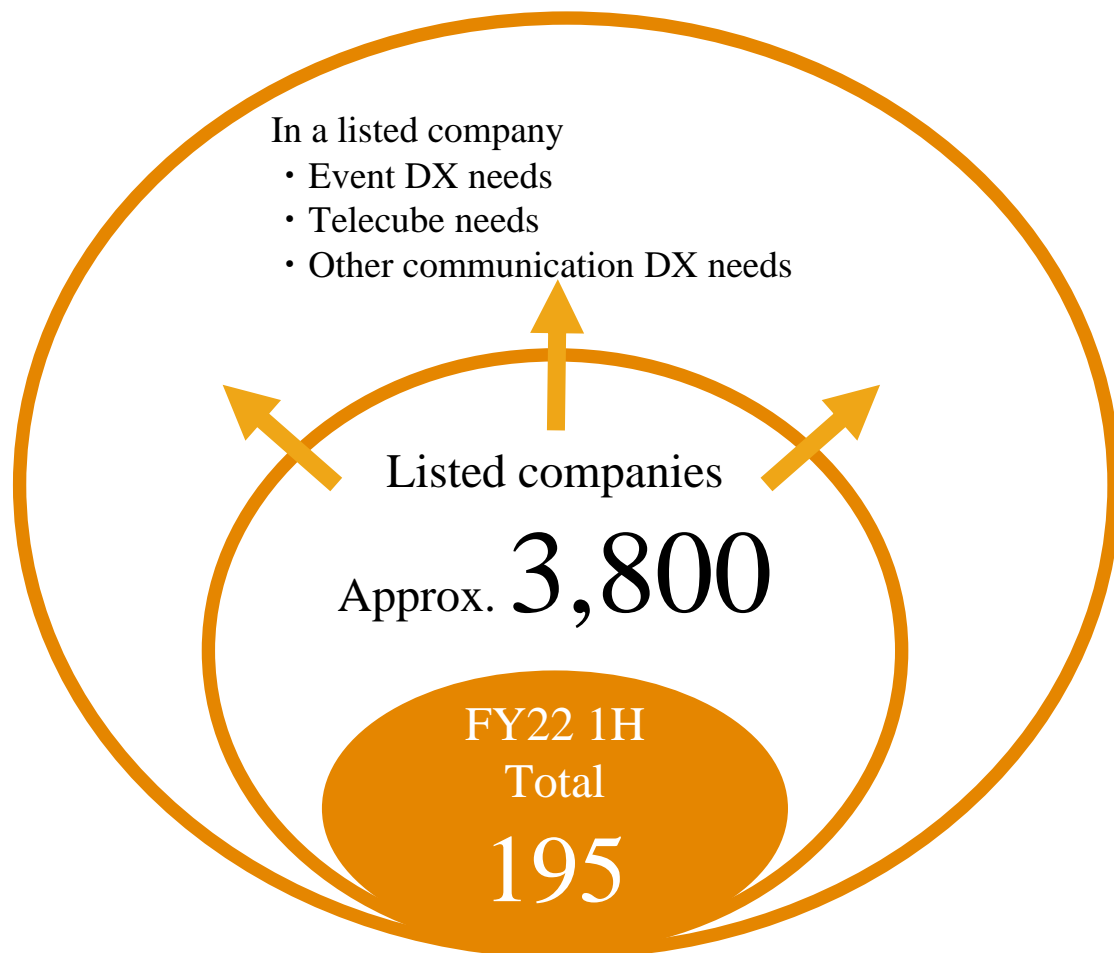 In a listed company
・Event DX needs
・Telecube needs
・Other communication DX needs
Listed companies
Approx. 3,800
FY22 1H
Total
195